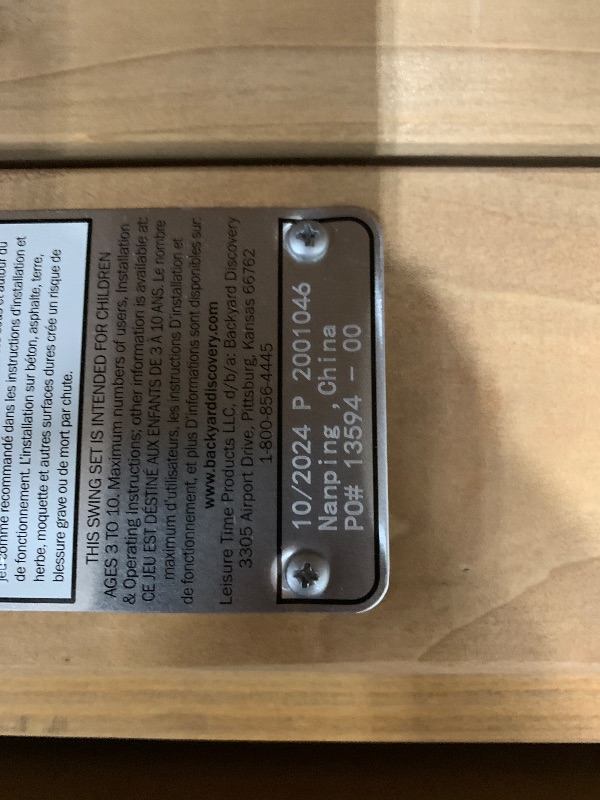 comme recommandé dans les instructions d'installation et
de fonctionnement. L'installation sur béton, asphalte, terre,
herbe, moquette et autres surfaces dures crée un risque de
blessure grave ou de mort par chute.
THIS SWING SET IS INTENDED FOR CHILDREN
AGES 3 TO 10. Maximum numbers of users, Installation
& Operating Instructions; other information is available at:
CE JEU EST DESTINÉ AUX ENFANTS DE 3 À 10 ANS. Le nombre
maximum d'utilisateurs, les instructions D'installation et
de fonctionnement, et plus D'informations sont disponibles sur:
www.backyarddiscovery.com
Leisure Time Products LLC, d/b/a: Backyard Discovery
3305 Airport Drive, Pittsburg, Kansas 66762
1-800-856-4445
10/2024 P 2001046
Nanping ,China
PO# 13594 - 00